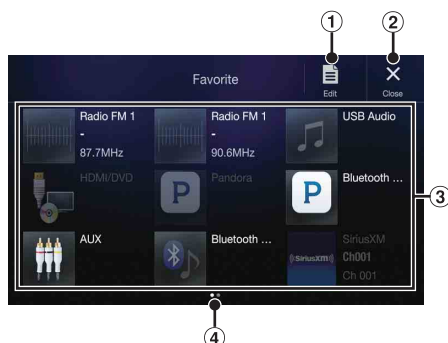 1
2
Favorite
Edit
Close
Radio FM 1
-
87.7MHz
Radio FM 1
-
90.6MHz
USB Audio
HDMI/DVD
P
Pandora
P
Bluetooth ...
AUX
Bluetooth ...
((SiriusXM))
SiriusXM
Ch001
Ch 001
3
4